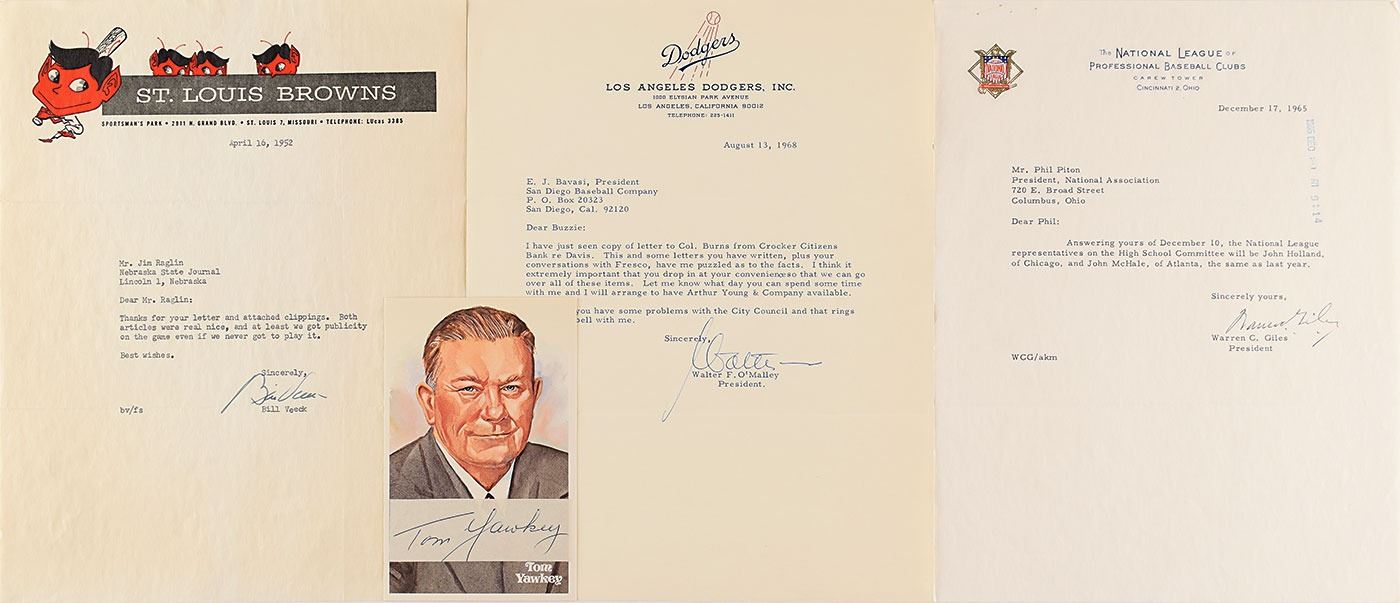 ST. LOUIS BROWNS
SPORTSMAN'S PARK • 2911 N. GRAND BLVD. • ST. LOUIS 7, MISSOURI • TELEPHONE: LUcas 3385
April 16, 1952
Mr. Jim Raglin
Nebraska State Journal
Lincoln 1, Nebraska
Dear Mr. Raglin:
Thanks for your letter and attached clippings. Both
articles were real nice, and at least we got publicity
on the game even if we never got to play it.
Best wishes.
Sincerely,
Bill Veeck
bv/fs Bill Veeck
Dodgers
LOS ANGELES DODGERS, INC.
1000 ELYSIAN PARK AVENUE
LOS ANGELES, CALIFORNIA 90012
TELEPHONE: 225-1411
August 13, 1968
E. J. Bavasi, President
San Diego Baseball Company
P. O. Box 20323
San Diego, Cal. 92120
Dear Buzzie:
I have just seen copy of letter to Col. Burns from Crocker Citizens
Bank re Davis. This and some letters you have written, plus your
conversations with Fresco, have me puzzled as to the facts. I think it
extremely important that you drop in at your convenience so that we can go
over all of these items. Let me know what day you can spend some time
with me and I will arrange to have Arthur Young & Company available.
you have some problems with the City Council and that rings
bell with me.
Sincerely,
Walter
Walter F. O'Malley
President.
Tom Yawkey
Tom
Yawkey
The NATIONAL LEAGUE OF
PROFESSIONAL BASEBALL CLUBS
CAREW TOWER
CINCINNATI 2, OHIO
December 17, 1965
Mr. Phil Piton
President, National Association
720 E. Broad Street
Columbus, Ohio
Dear Phil:
Answering yours of December 10, the National League
representatives on the High School Committee will be John Holland,
of Chicago, and John McHale, of Atlanta, the same as last year.
Sincerely yours,
Warren Giles
Warren C. Giles
President
WCG/akm